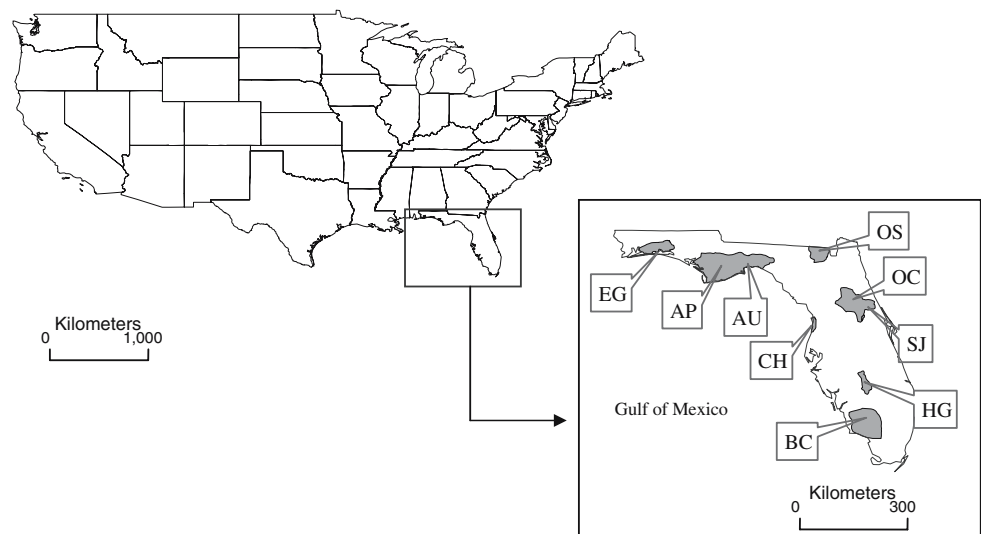 Kilometers
0 1,000
OS
OC
EG
AP
AU
SJ
CH
Gulf of Mexico
HG
BC
Kilometers
0 300